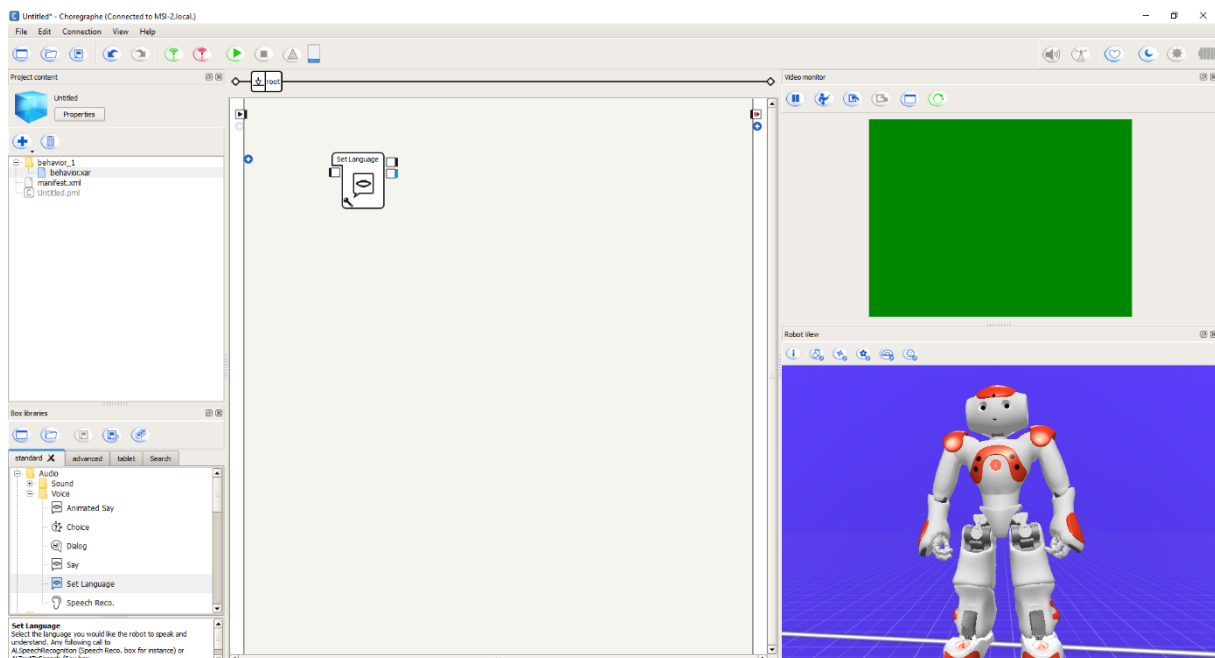 Untitled* - Choregraphe (Connected to MSI-2.local.)
File Edit Connection View Help
Project content
Untitled
Properties
behavior_1
behavior.xar
manifest.xml
Untitled.pml
Box libraries
standard advanced tablet Search
Audio
Sound
Voice
Animated Say
Choice
Dialog
Say
Set Language
Speech Reco.
Set Language
Select the language you would like the robot to speak and
understand. Any following call to
ALSpeechRecognition (Speech Reco. box for instance) or
root
Set Language
Video monitor
Robot View